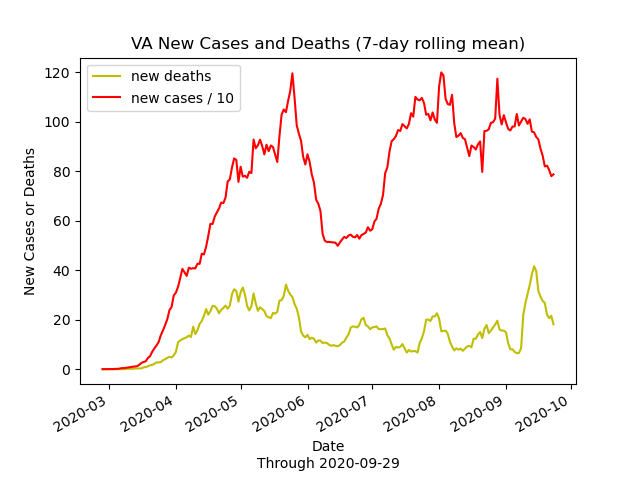 VA New Cases and Deaths (7-day rolling mean)
new deaths
new cases / 10
New Cases or Deaths
120
100
80
60
40
20
0
2020-03
2020-04
2020-05
2020-06
2020-07
2020-08
2020-09
2020-10
Date
Through 2020-09-29